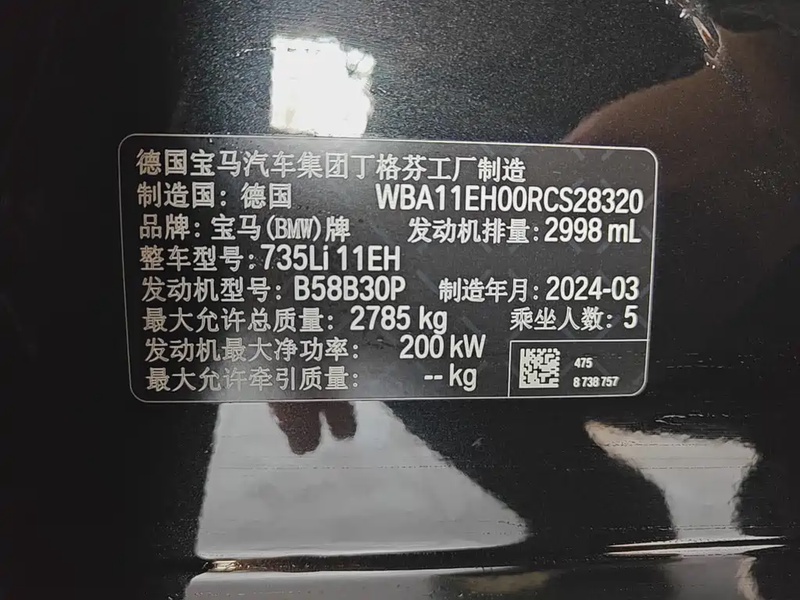 德国宝马汽车集团丁格芬工厂制造
制造国: 德国 WBA11EH00RCS28320
品牌: 宝马(BMW)牌 发动机排量: 2998 mL
整车型号: 735Li 11EH
发动机型号: B58B30P 制造年月: 2024-03
最大允许总质量: 2785 kg 乘坐人数: 5
发动机最大净功率: 200 kW
最大允许牵引质量: -- kg
475
8 738 757